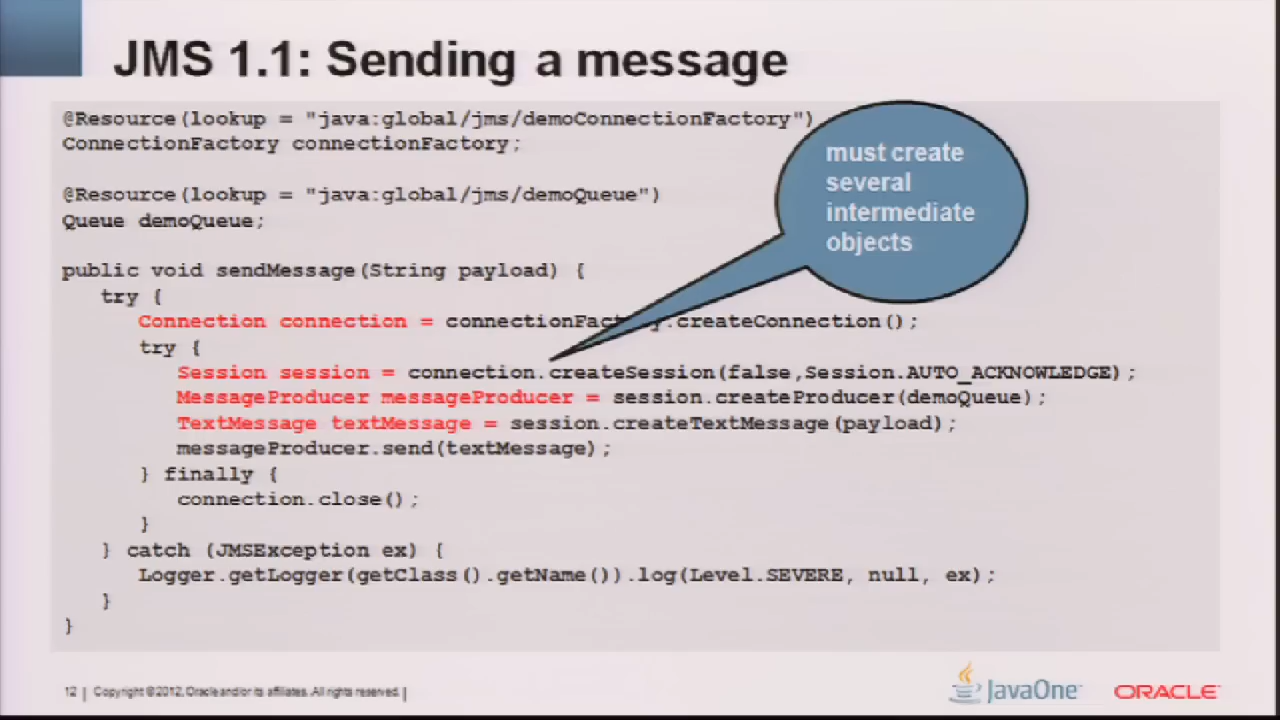 JMS 1.1: Sending a message
@Resource(lookup = "java:global/jms/demoConnectionFactory")
ConnectionFactory connectionFactory;
@Resource(lookup = "java:global/jms/demoQueue")
Queue demoQueue;
must create
several
intermediate
objects
public void sendMessage(String payload) {
try {
Connection connection = connectionFactory.createConnection();
try {
Session session = connection.createSession(false,Session.AUTO_ACKNOWLEDGE);
MessageProducer messageProducer = session.createProducer(demoQueue);
TextMessage textMessage = session.createTextMessage(payload);
messageProducer.send(textMessage);
} finally {
connection.close();
}
} catch (JMSException ex) {
Logger.getLogger(getClass().getName()).log(Level.SEVERE, null, ex);
}
}
12 | Copyright © 2012, Oracle and/or its affiliates. All rights reserved. |
JavaOne
ORACLE